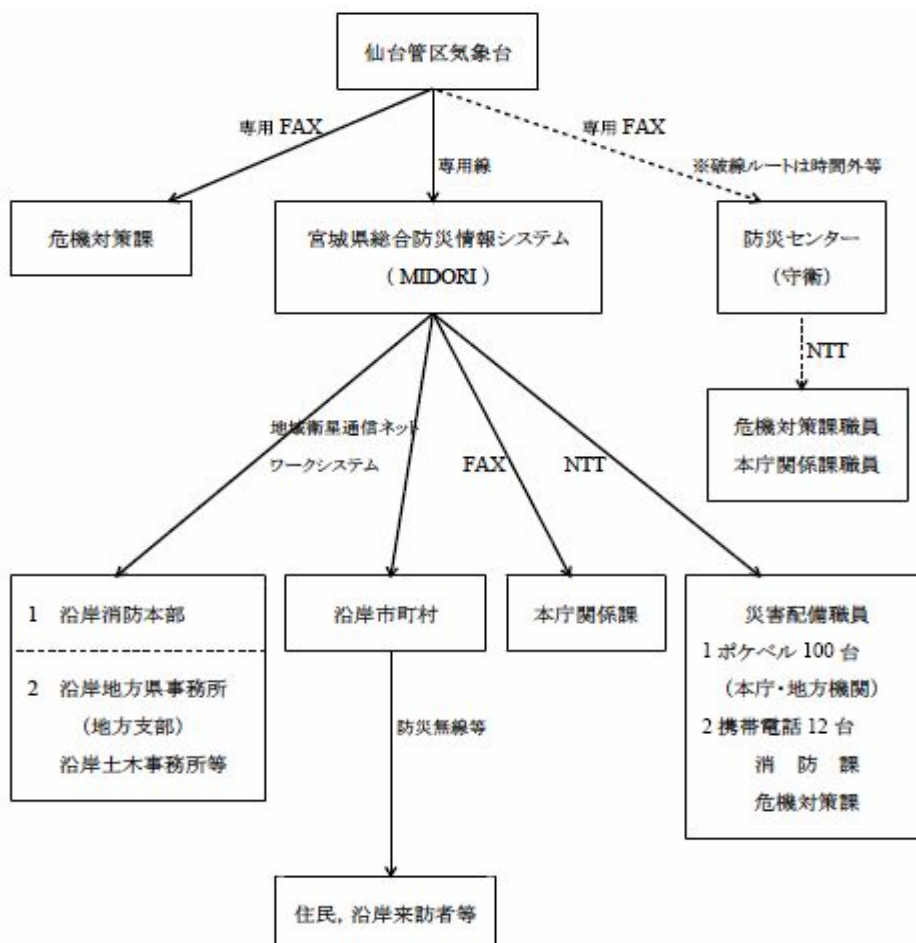 仙台管区気象台
専用 FAX
専用 FAX
専用線
※破線ルートは時間外等
危機対策課
宮城県総合防災情報システム
（ MIDORI ）
防災センター
（守衛）
NTT
危機対策課職員
本庁関係課職員
地域衛星通信ネット
ワークシステム
FAX
NTT
1 沿岸消防本部
2 沿岸地方県事務所
（地方支部）
沿岸土木事務所等
沿岸市町村
本庁関係課
災害配備職員
1 ポケベル 100 台
（本庁・地方機関）
2 携帯電話 12 台
消 防 課
危機対策課
防災無線等
住民，沿岸来訪者等